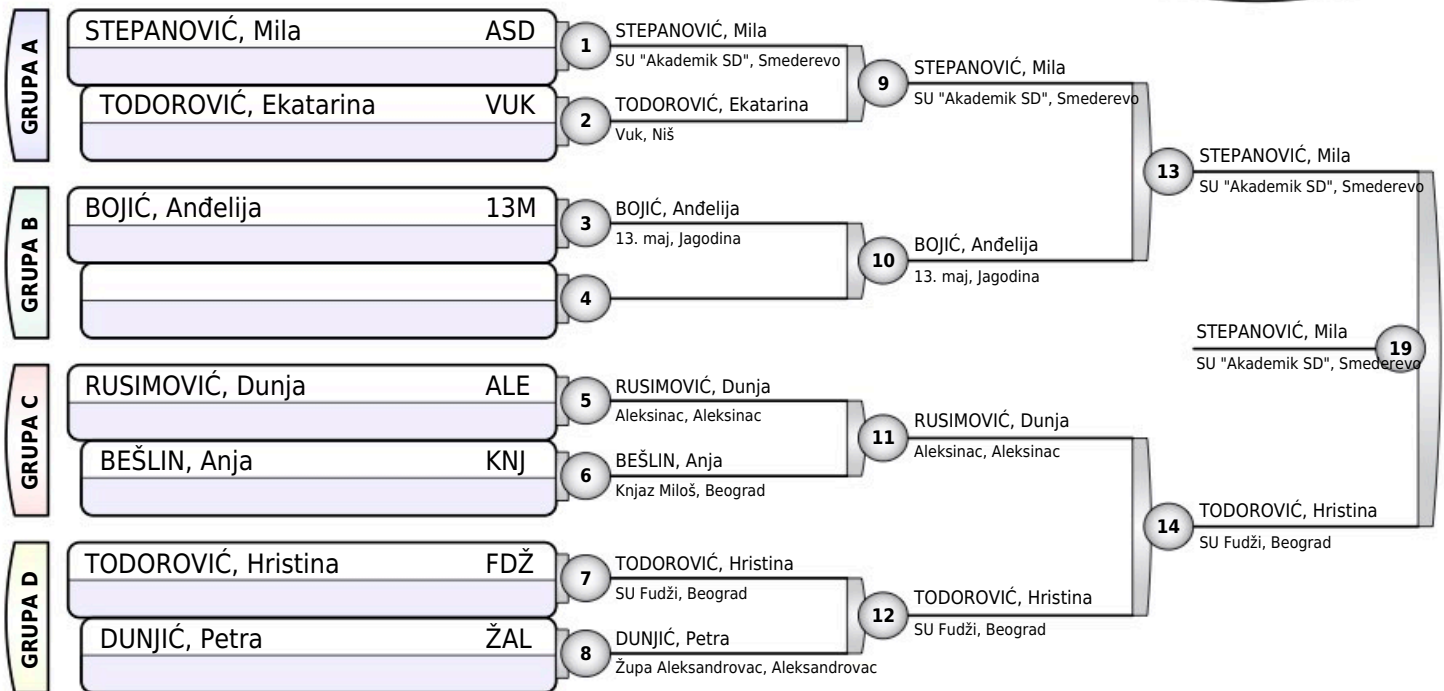 GRUPA A
STEPANOVIĆ, Mila ASD
TODOROVIĆ, Ekatarina VUK
1
STEPANOVIĆ, Mila
SU "Akademik SD", Smederevo
2
TODOROVIĆ, Ekatarina
Vuk, Niš
9
STEPANOVIĆ, Mila
SU "Akademik SD", Smederevo
GRUPA B
BOJIĆ, Anđelija 13M
3
BOJIĆ, Anđelija
13. maj, Jagodina
4
10
BOJIĆ, Anđelija
13. maj, Jagodina
13
STEPANOVIĆ, Mila
SU "Akademik SD", Smederevo
GRUPA C
RUSIMOVIĆ, Dunja ALE
BEŠLIN, Anja KNJ
5
RUSIMOVIĆ, Dunja
Aleksinac, Aleksinac
6
BEŠLIN, Anja
Knjaz Miloš, Beograd
11
RUSIMOVIĆ, Dunja
Aleksinac, Aleksinac
GRUPA D
TODOROVIĆ, Hristina FDŽ
DUNJIĆ, Petra ŽAL
7
TODOROVIĆ, Hristina
SU Fudži, Beograd
8
DUNJIĆ, Petra
Župa Aleksandrovac, Aleksandrovac
12
TODOROVIĆ, Hristina
SU Fudži, Beograd
14
TODOROVIĆ, Hristina
SU Fudži, Beograd
STEPANOVIĆ, Mila
SU "Akademik SD", Smederevo
19